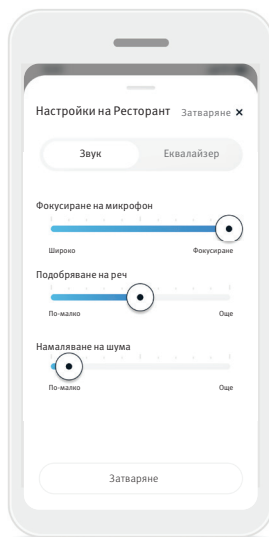 Настройки на Ресторант Затваряне ×
Звук Еквалайзер
Фокусиране на микрофон
Широко Фокусиране
Подобряване на реч
По-малко Още
Намаляване на шума
По-малко Още
Затваряне